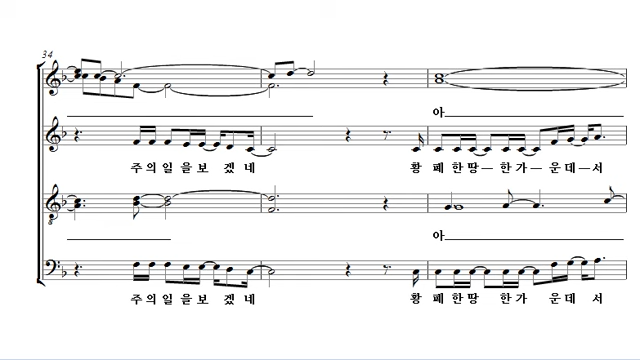 34
아
주의일을보겠네 황폐한땅-한가-운데-서
8
아
주의일을보겠네 황폐한땅 한가 운데 서